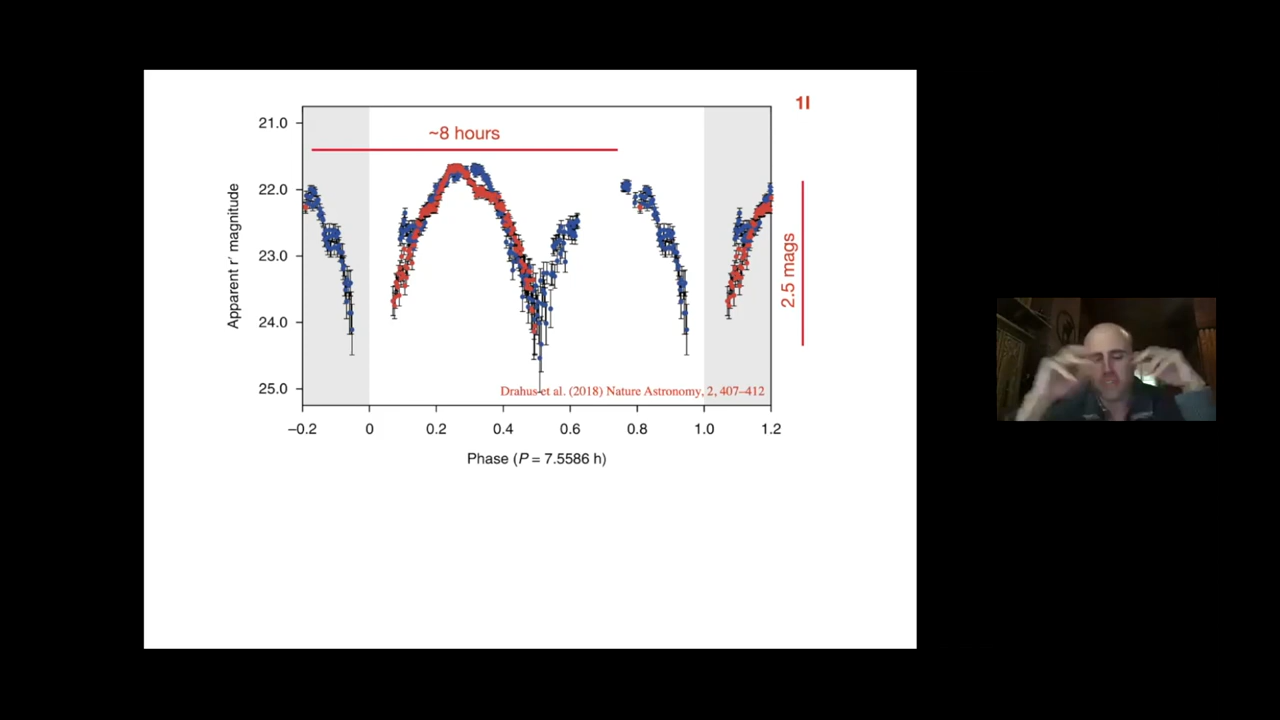 1I
~8 hours
21.0
22.0
23.0
24.0
25.0
Apparent r′ magnitude
2.5 mags
Drahus et al. (2018) Nature Astronomy, 2, 407–412
–0.2 0 0.2 0.4 0.6 0.8 1.0 1.2
Phase (P = 7.5586 h)